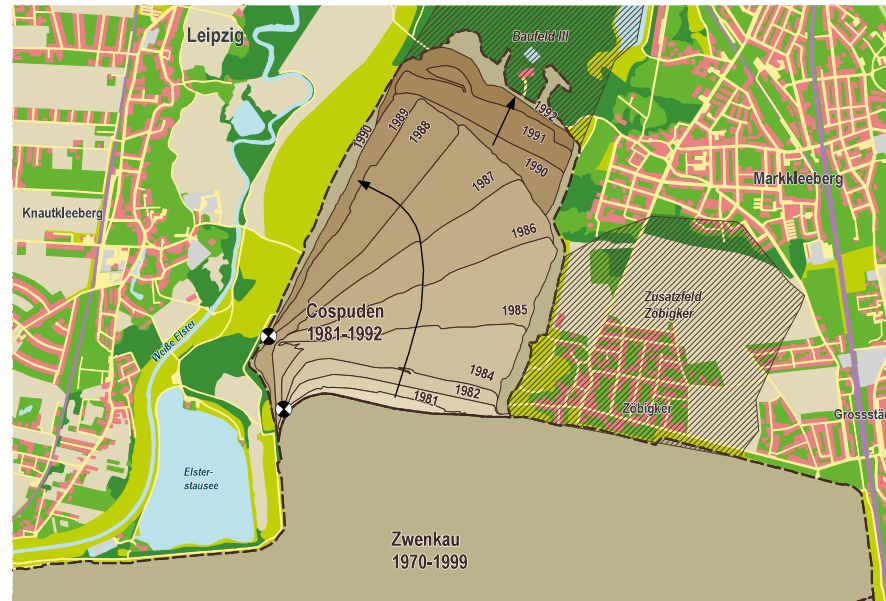 Leipzig
Baufeld III
1992
1989
1988
1990
1991
1990
1987
Markkleeberg
Knautkleeberg
1986
Zusatzfeld
Zöbigker
1985
Cospuden
1981-1992
Weiße Elster
1984
1982
1981
Zöbigker
Grossstäd
Elster-
stausee
Zwenkau
1970-1999